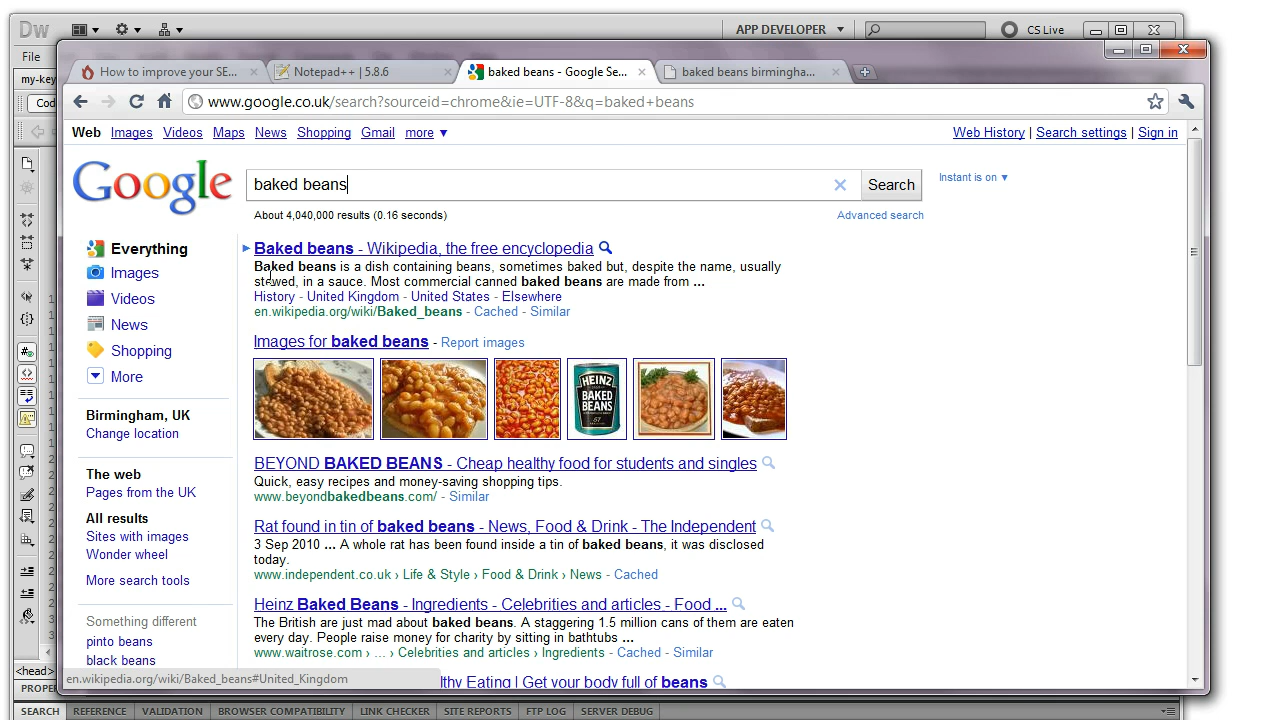 Dw
APP DEVELOPER
CS Live
File
my-key
Cod
How to improve your SE...
Notepad++ | 5.8.6
baked beans - Google Se...
baked beans birmingha...
www.google.co.uk/search?sourceid=chrome&ie=UTF-8&q=baked+beans
Web Images Videos Maps News Shopping Gmail more ▼
Web History | Search settings | Sign in
Google
baked beans
Search
Instant is on ▼
About 4,040,000 results (0.16 seconds)
Advanced search
Everything
Images
Videos
News
Shopping
More
Birmingham, UK
Change location
The web
Pages from the UK
All results
Sites with images
Wonder wheel
More search tools
Something different
pinto beans
black beans
Baked beans - Wikipedia, the free encyclopedia
Baked beans is a dish containing beans, sometimes baked but, despite the name, usually
stewed, in a sauce. Most commercial canned baked beans are made from ...
History - United Kingdom - United States - Elsewhere
en.wikipedia.org/wiki/Baked_beans - Cached - Similar
Images for baked beans - Report images
HEINZ
BAKED
BEANS
57
BEYOND BAKED BEANS - Cheap healthy food for students and singles
Quick, easy recipes and money-saving shopping tips.
www.beyondbakedbeans.com/ - Similar
Rat found in tin of baked beans - News, Food & Drink - The Independent
3 Sep 2010 ... A whole rat has been found inside a tin of baked beans, it was disclosed
today.
www.independent.co.uk › Life & Style › Food & Drink › News - Cached
Heinz Baked Beans - Ingredients - Celebrities and articles - Food ...
The British are just mad about baked beans. A staggering 1.5 million cans of them are eaten
every day. People raise money for charity by sitting in bathtubs ...
www.waitrose.com › ... › Celebrities and articles › Ingredients - Cached - Similar
lthy Eating | Get your body full of beans
en.wikipedia.org/wiki/Baked_beans#United_Kingdom
<head>
PROPER
SEARCH REFERENCE VALIDATION BROWSER COMPATIBILITY LINK CHECKER SITE REPORTS FTP LOG SERVER DEBUG